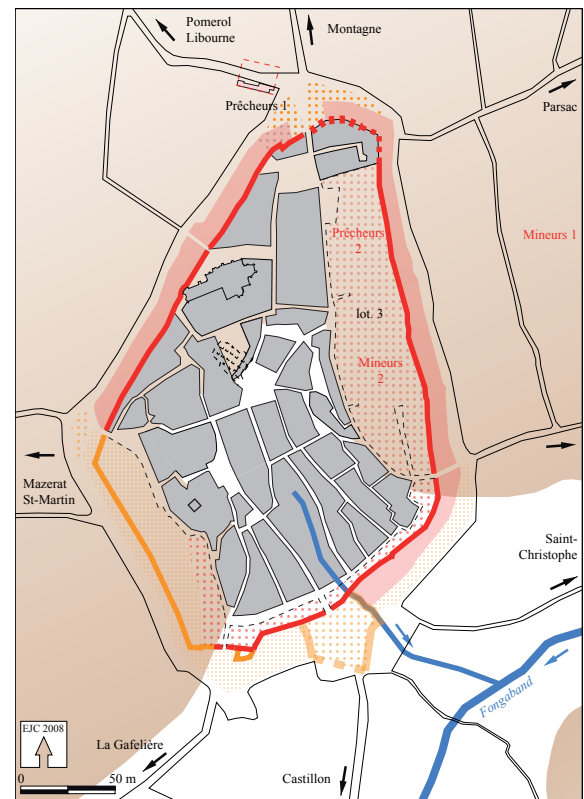 Pomerol
Libourne
Montagne
Prêcheurs 1
Parsac
Prêcheurs
2
Mineurs 1
lot. 3
Mineurs
2
Mazerat
St-Martin
Saint-
Christophe
Fongaband
EJC 2008
La Gafelière
0 50 m
Castillon